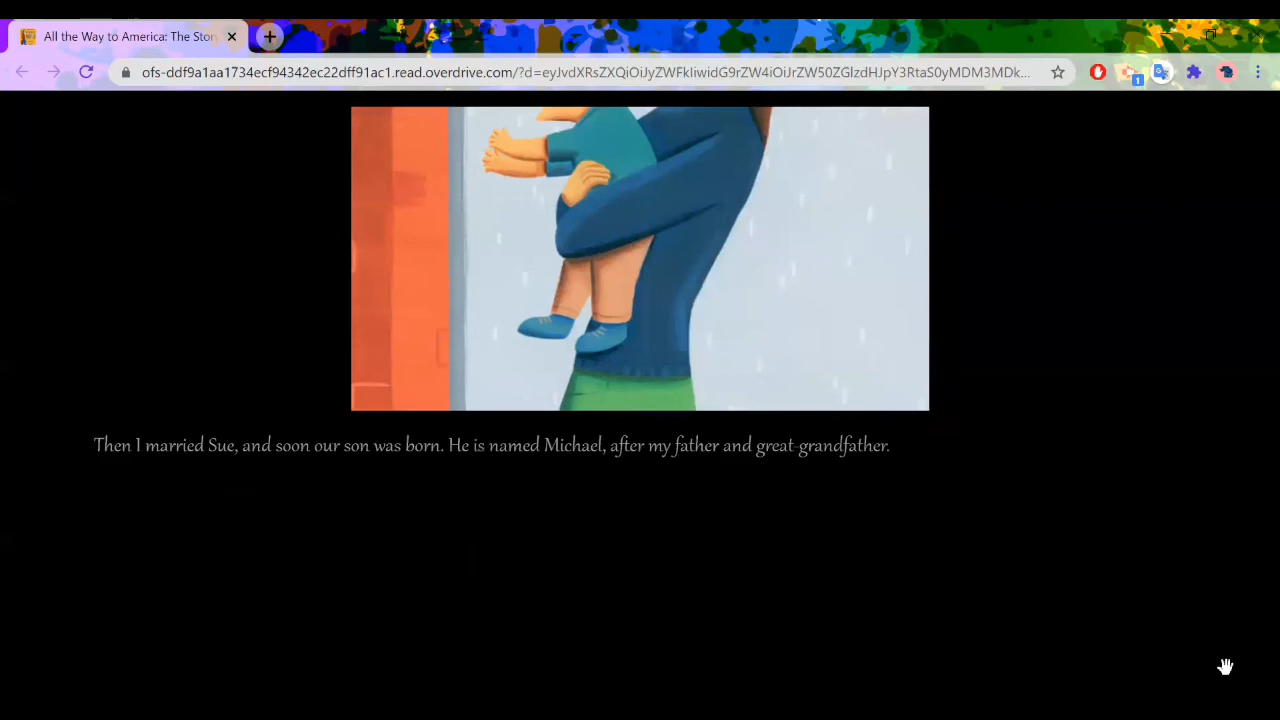 All the Way to America: The Stor
ofs-ddf9a1aa1734ecf94342ec22dff91ac1.read.overdrive.com/?d=eyJvdXRsZXQiOiJyZWFkIiwidG9rZW4iOiJrZW50ZGlzdHJpY3RtaS0yMDM3MDk...
1
Then I married Sue, and soon our son was born. He is named Michael, after my father and great-grandfather.